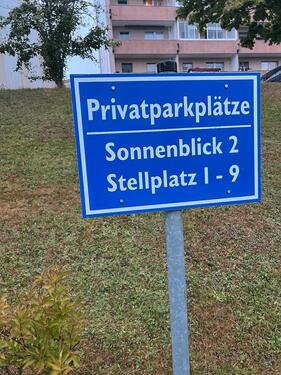 Privatparkplätze
Sonnenblick 2
Stellplatz 1 - 9